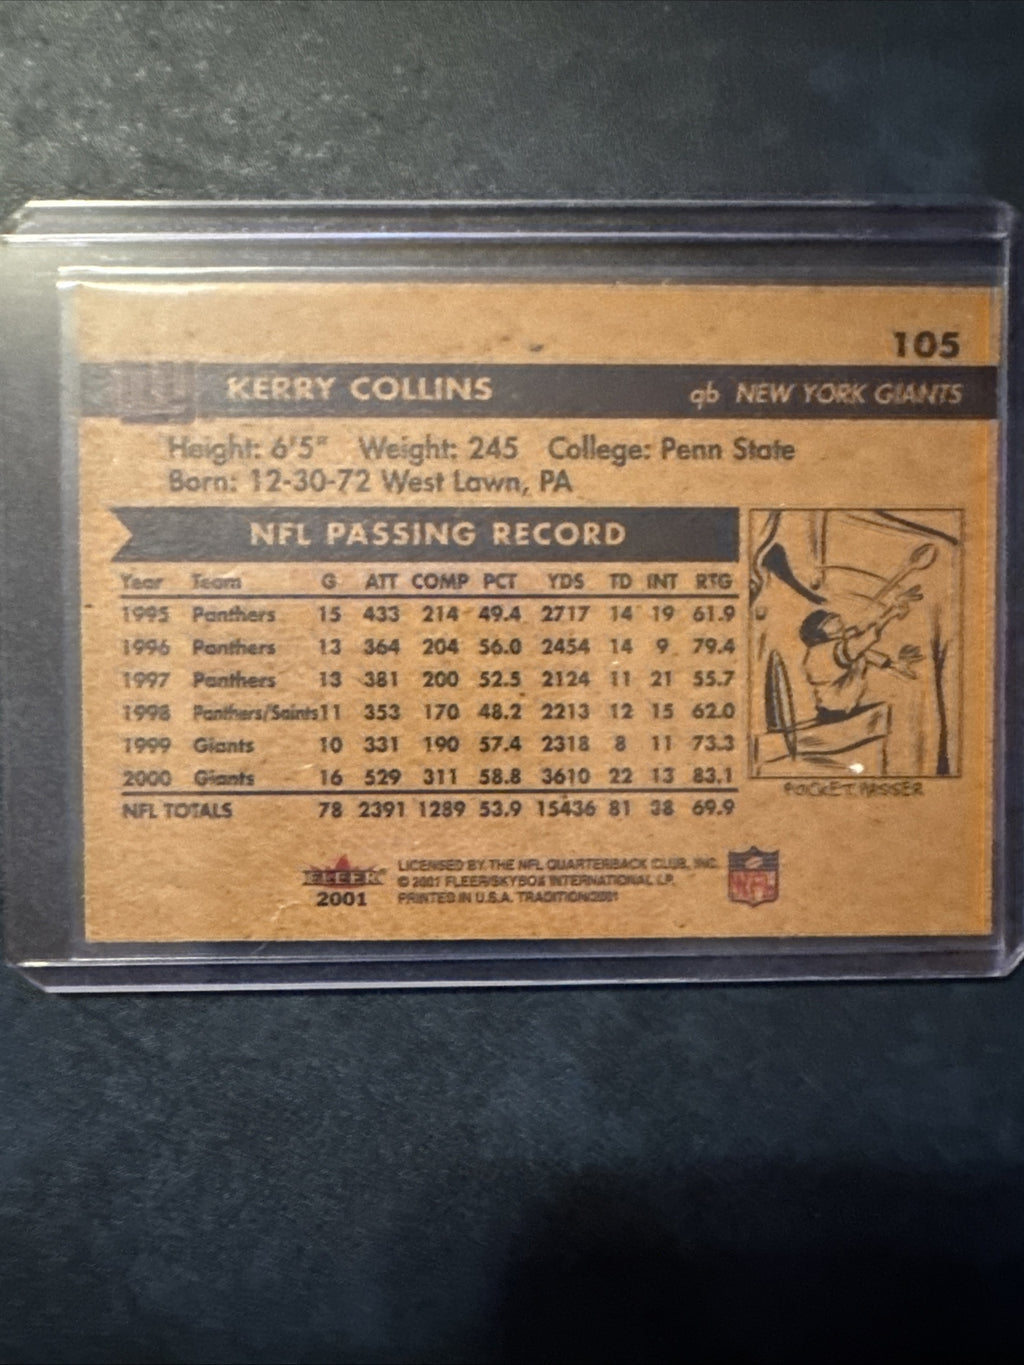 105
KERRY COLLINS qb NEW YORK GIANTS
Height: 6'5" Weight: 245 College: Penn State
Born: 12-30-72 West Lawn, PA
NFL PASSING RECORD
Year Team G ATT COMP PCT YDS TD INT RTG
1995 Panthers 15 433 214 49.4 2717 14 19 61.9
1996 Panthers 13 364 204 56.0 2454 14 9 79.4
1997 Panthers 13 381 200 52.5 2124 11 21 55.7
1998 Panthers/Saints 11 353 170 48.2 2213 12 15 62.0
1999 Giants 10 331 190 57.4 2318 8 11 73.3
2000 Giants 16 529 311 58.8 3610 22 13 83.1
NFL TOTALS 78 2391 1289 53.9 15436 81 38 69.9
POCKET PASSER
FLEER
2001
LICENSED BY THE NFL QUARTERBACK CLUB, INC.
© 2001 FLEER/SKYBOX INTERNATIONAL LP.
PRINTED IN U.S.A. TRADITION/2001
NFL